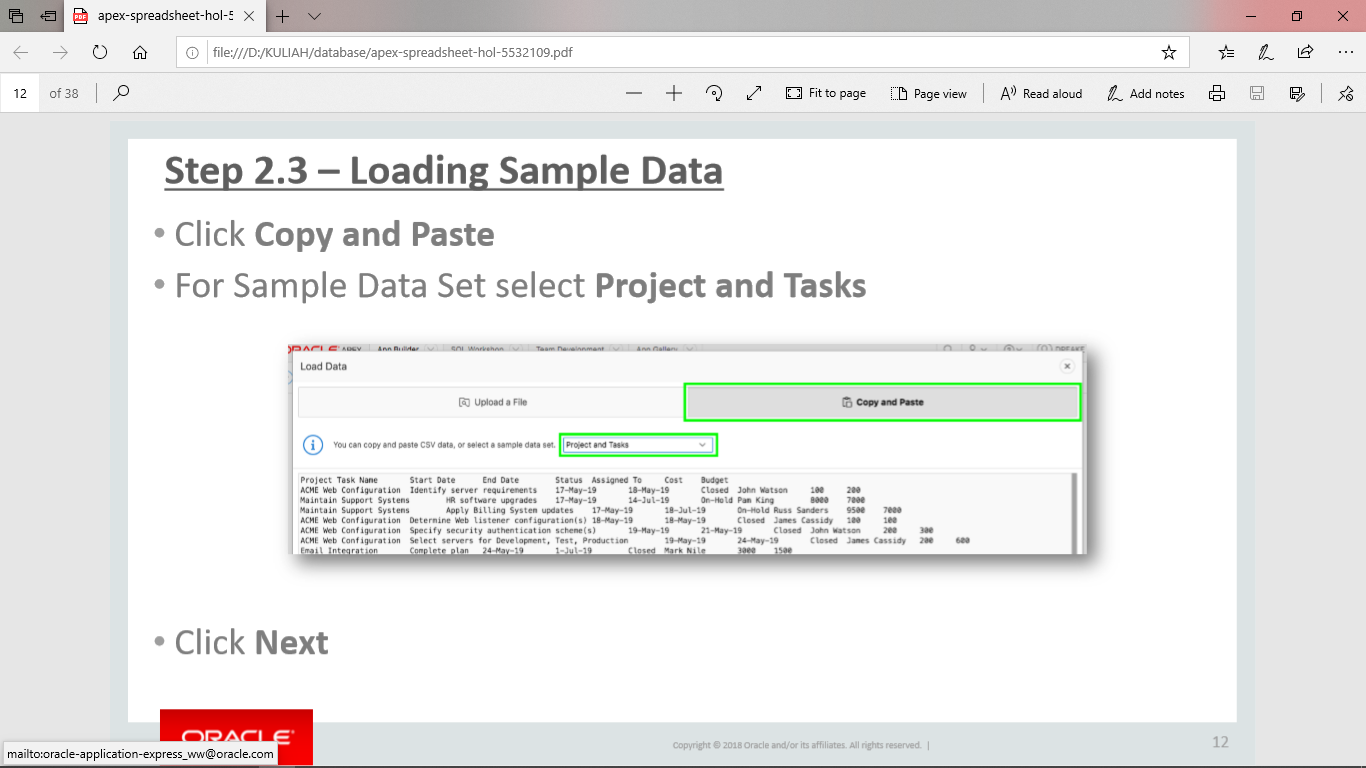 apex-spreadsheet-hol-5
file:///D:/KULIAH/database/apex-spreadsheet-hol-5532109.pdf
12 of 38 Fit to page Page view Read aloud Add notes
Step 2.3 – Loading Sample Data
• Click Copy and Paste
• For Sample Data Set select Project and Tasks
ORACLE APEX App Builder SQL Workshop Team Development App Gallery
Load Data
Upload a File Copy and Paste
You can copy and paste CSV data, or select a sample data set. Project and Tasks
Project Task Name Start Date End Date Status Assigned To Cost Budget
ACME Web Configuration Identify server requirements 17-May-19 18-May-19 Closed John Watson 100 200
Maintain Support Systems HR software upgrades 17-May-19 14-Jul-19 On-Hold Pam King 8000 7000
Maintain Support Systems Apply Billing System updates 17-May-19 18-Jul-19 On-Hold Russ Sanders 9500 7000
ACME Web Configuration Determine Web listener configuration(s) 18-May-19 18-May-19 Closed James Cassidy 100 100
ACME Web Configuration Specify security authentication scheme(s) 19-May-19 21-May-19 Closed John Watson 200 300
ACME Web Configuration Select servers for Development, Test, Production 19-May-19 24-May-19 Closed James Cassidy 200 600
Email Integration Complete plan 24-May-19 1-Jul-19 Closed Mark Nile 3000 1500
• Click Next
ORACLE
Copyright © 2018 Oracle and/or its affiliates. All rights reserved. |
12
mailto:oracle-application-express_ww@oracle.com